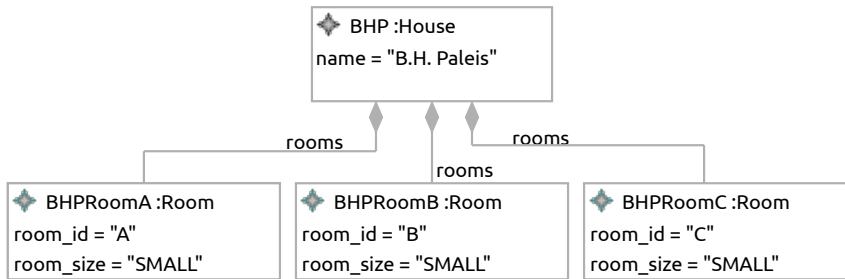 BHP :House
name = "B.H. Paleis"
rooms
rooms
rooms
BHPRoomA :Room
room_id = "A"
room_size = "SMALL"
BHPRoomB :Room
room_id = "B"
room_size = "SMALL"
BHPRoomC :Room
room_id = "C"
room_size = "SMALL"